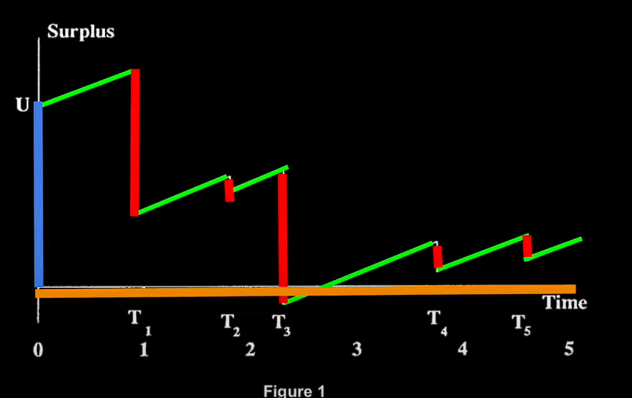 Surplus
U
Time
T1 T2 T3 T4 T5
0 1 2 3 4 5
Figure 1